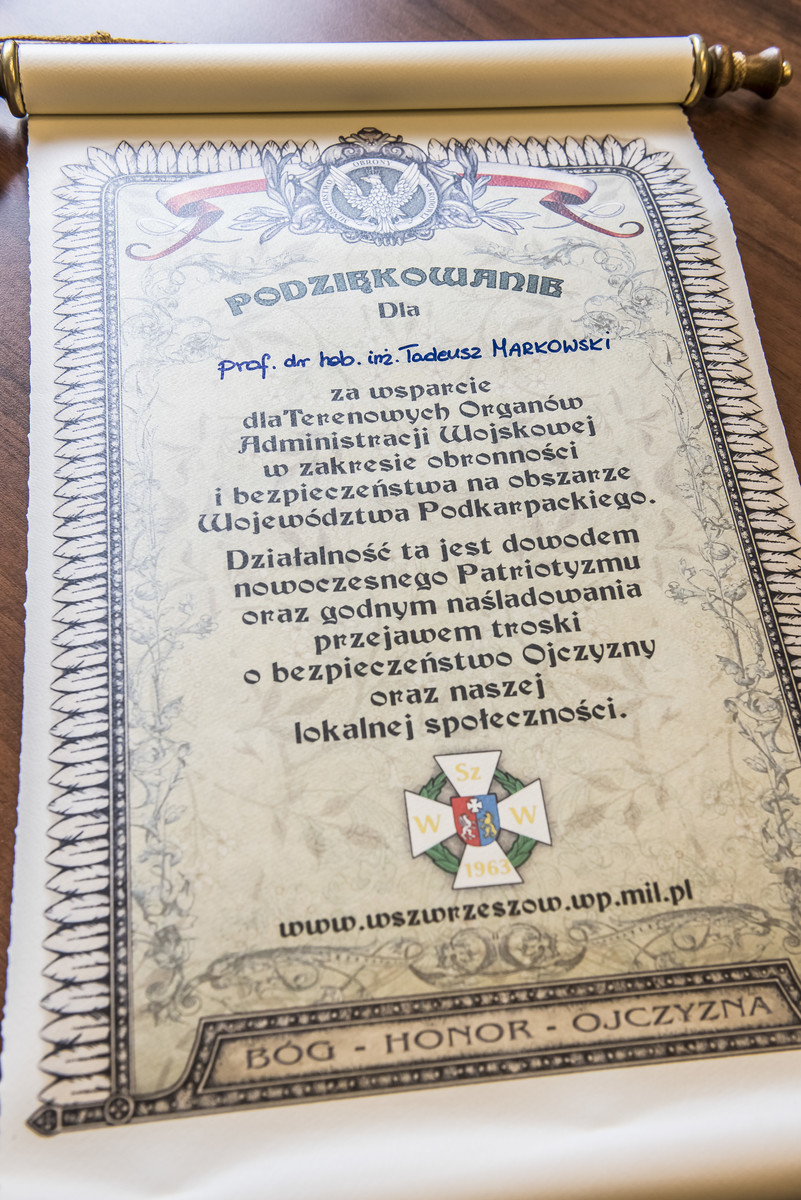 OBRONY
PODZIĘKOWANIE
Dla
prof. dr hab. inż. Tadeusz MARKOWSKI
za wsparcie
dlaTerenowych Organów
Administracji Wojskowej
w zakresie obronności
i bezpieczeństwa na obszarze
Województwa Podkarpackiego.
Działalność ta jest dowodem
nowoczesnego Patriotyzmu
oraz godnym naśladowania
przejawem troski
o bezpieczeństwo Ojczyzny
oraz naszej
lokalnej społeczności.
Sz
W W
1963
www.wszwrzeszow.wp.mil.pl
BÓG - HONOR - OJCZYZNA